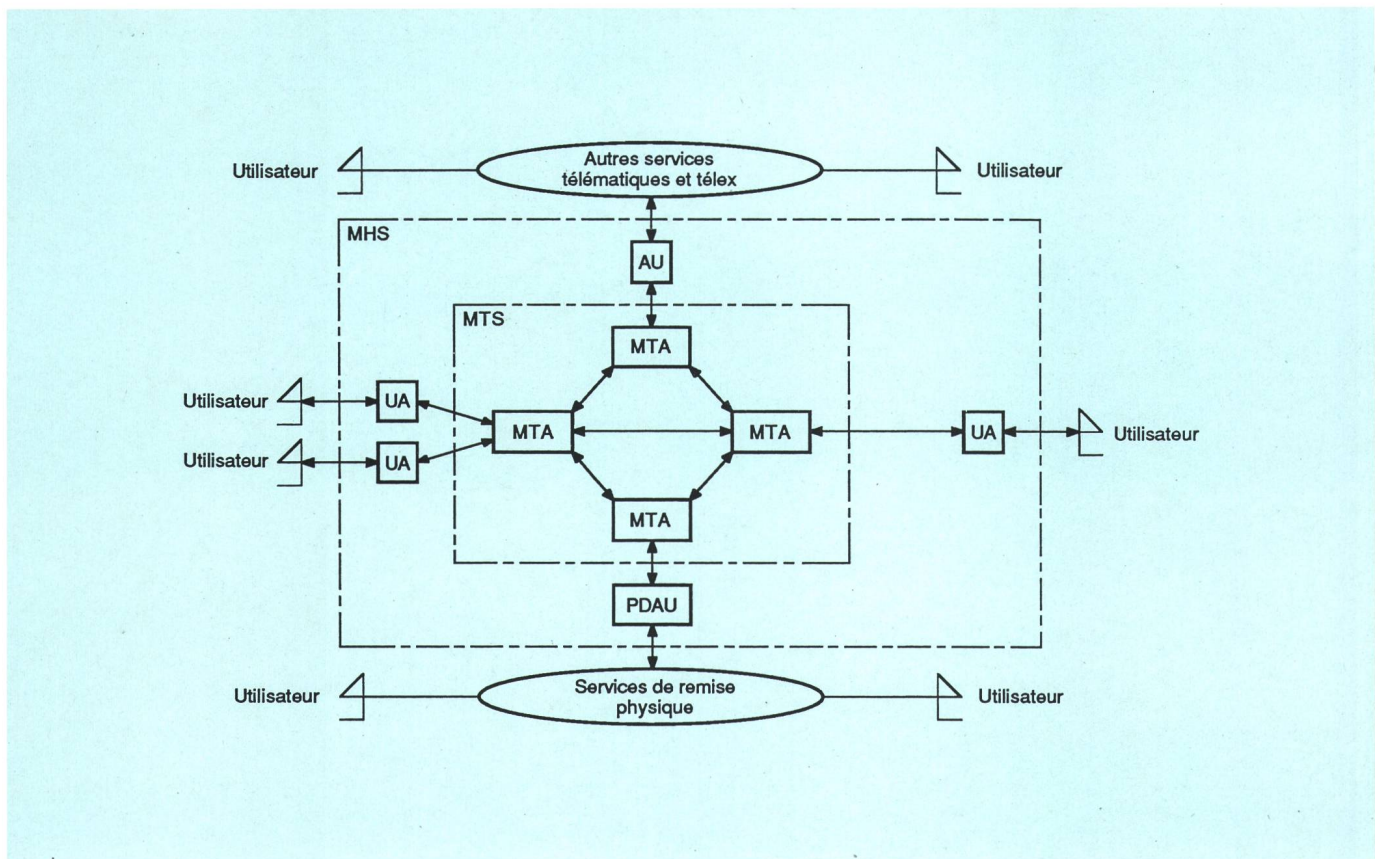 Utilisateur
Autres services
télématiques et télex
Utilisateur
MHS
AU
MTS
MTA
Utilisateur
UA
MTA
MTA
UA
Utilisateur
Utilisateur
UA
MTA
PDAU
Utilisateur
Services de remise
physique
Utilisateur